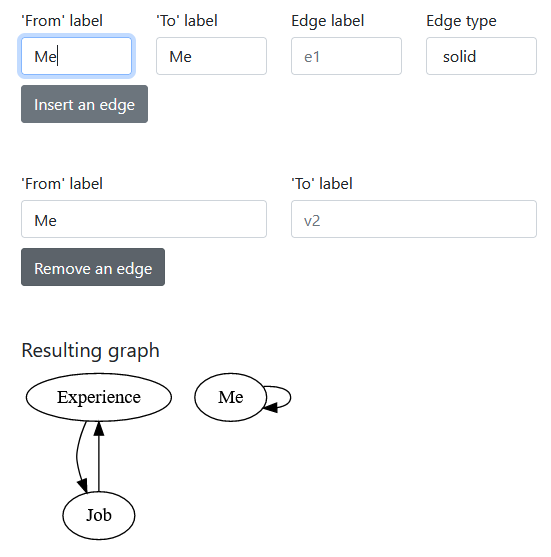 'From' label 'To' label Edge label Edge type
Me Me e1 solid
Insert an edge
'From' label 'To' label
Me v2
Remove an edge
Resulting graph
Experience Me
Job